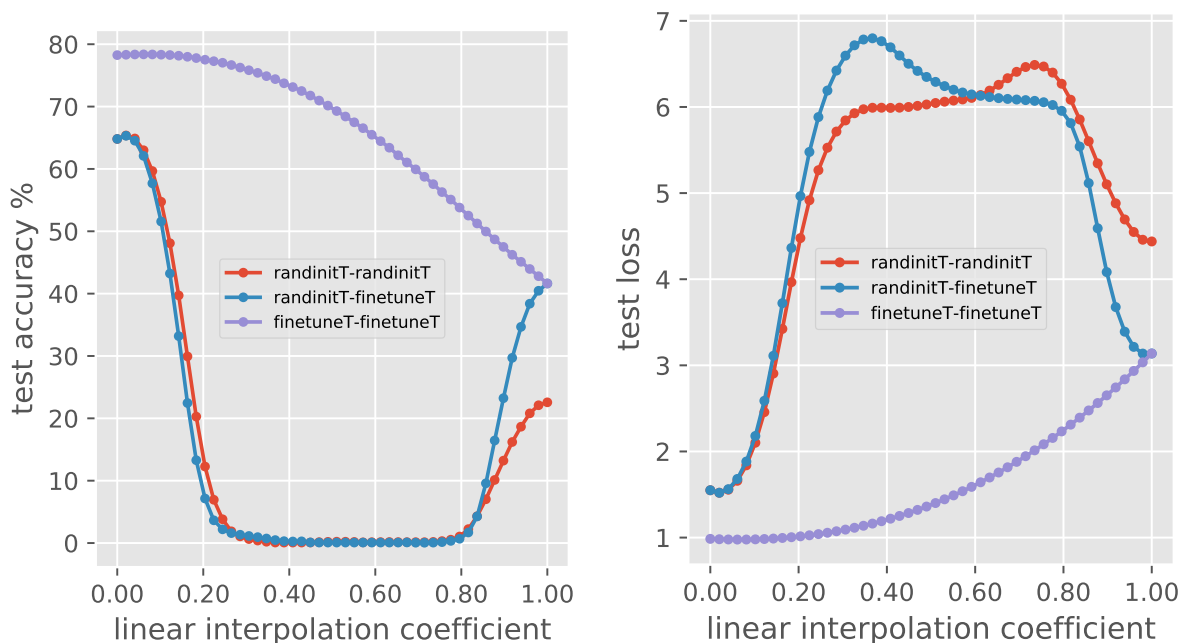 80
70
60
50
40
30
20
10
0
test accuracy %
randinitT-randinitT
randinitT-finetuneT
finetuneT-finetuneT
0.00 0.20 0.40 0.60 0.80 1.00
linear interpolation coefficient
7
6
5
4
3
2
1
test loss
randinitT-randinitT
randinitT-finetuneT
finetuneT-finetuneT
0.00 0.20 0.40 0.60 0.80 1.00
linear interpolation coefficient